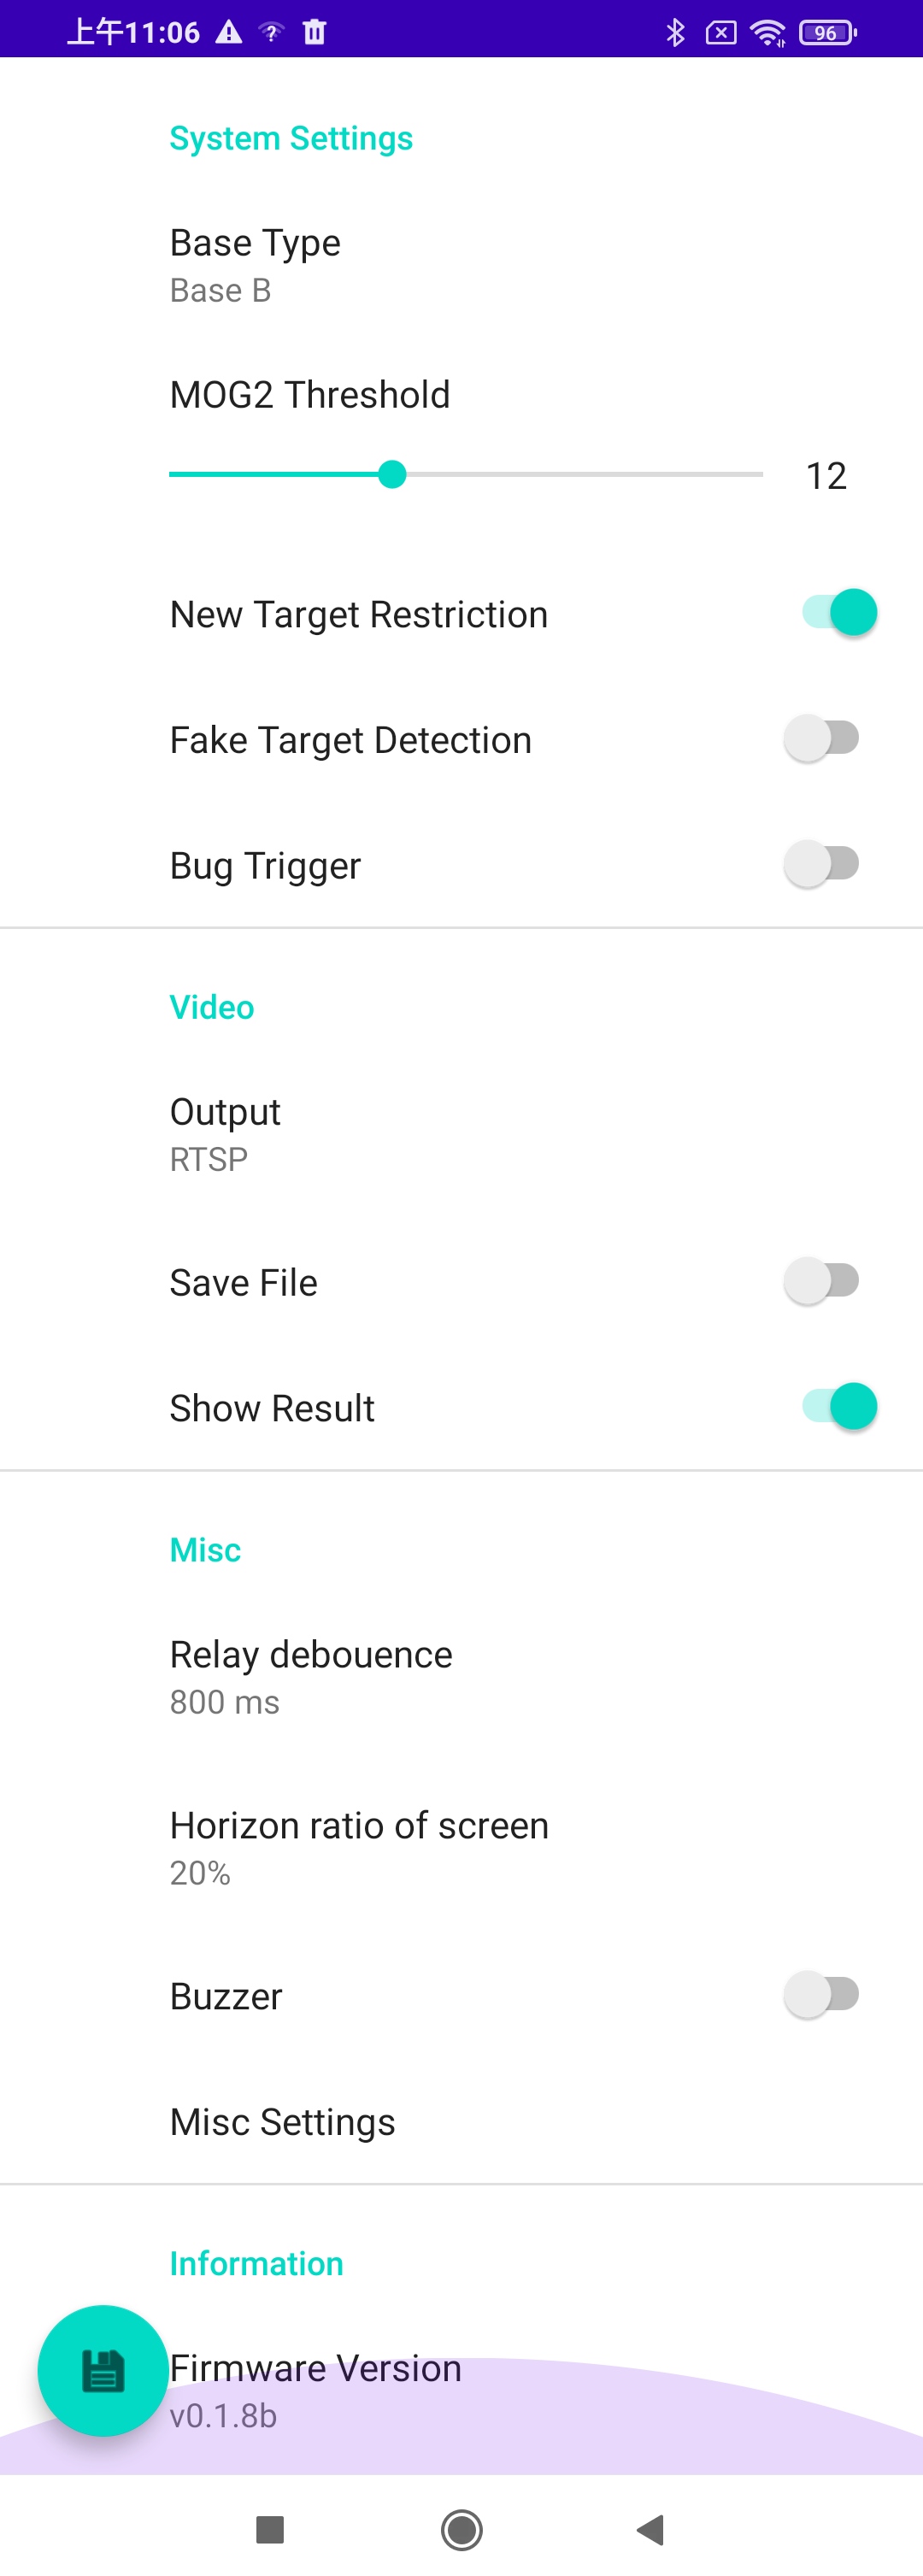 上午11:06
96
System Settings
Base Type
Base B
MOG2 Threshold
12
New Target Restriction
Fake Target Detection
Bug Trigger
Video
Output
RTSP
Save File
Show Result
Misc
Relay debouence
800 ms
Horizon ratio of screen
20%
Buzzer
Misc Settings
Information
Firmware Version
v0.1.8b